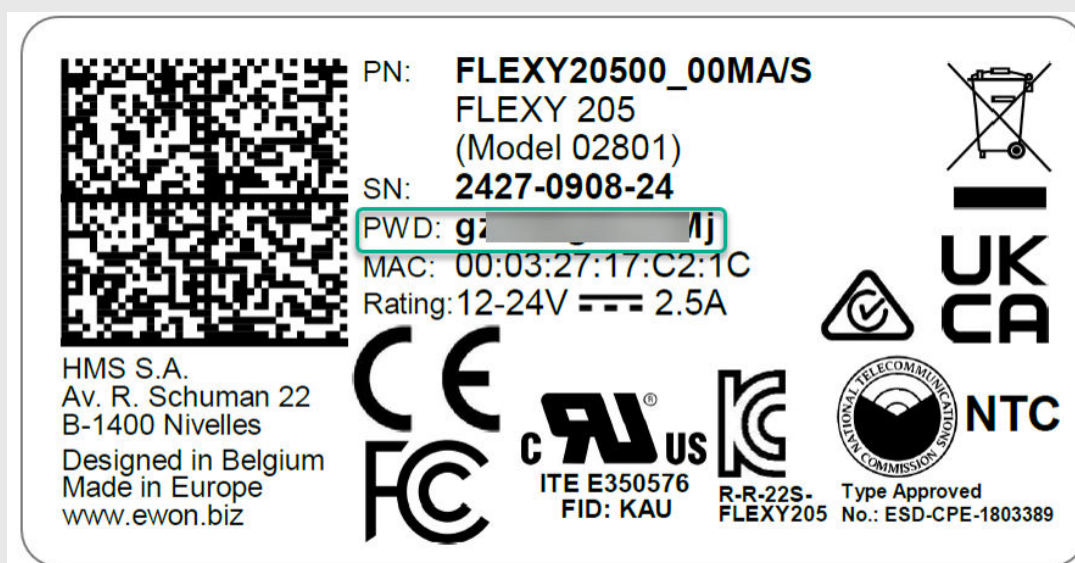 PN: FLEXY20500_00MA/S
FLEXY 205
(Model 02801)
SN: 2427-0908-24
PWD:
MAC: 00:03:27:17:C2:1C
Rating: 12-24V 2.5A
HMS S.A.
Av. R. Schuman 22
B-1400 Nivelles
Designed in Belgium
Made in Europe
www.ewon.biz
CE
FC
C UR US
®
ITE E350576
FID: KAU
KC
R-R-22S-
FLEXY205
UK
CA
NATIONAL TELECOMMUNICATIONS COMMISSION
NTC
Type Approved
No.: ESD-CPE-1803389